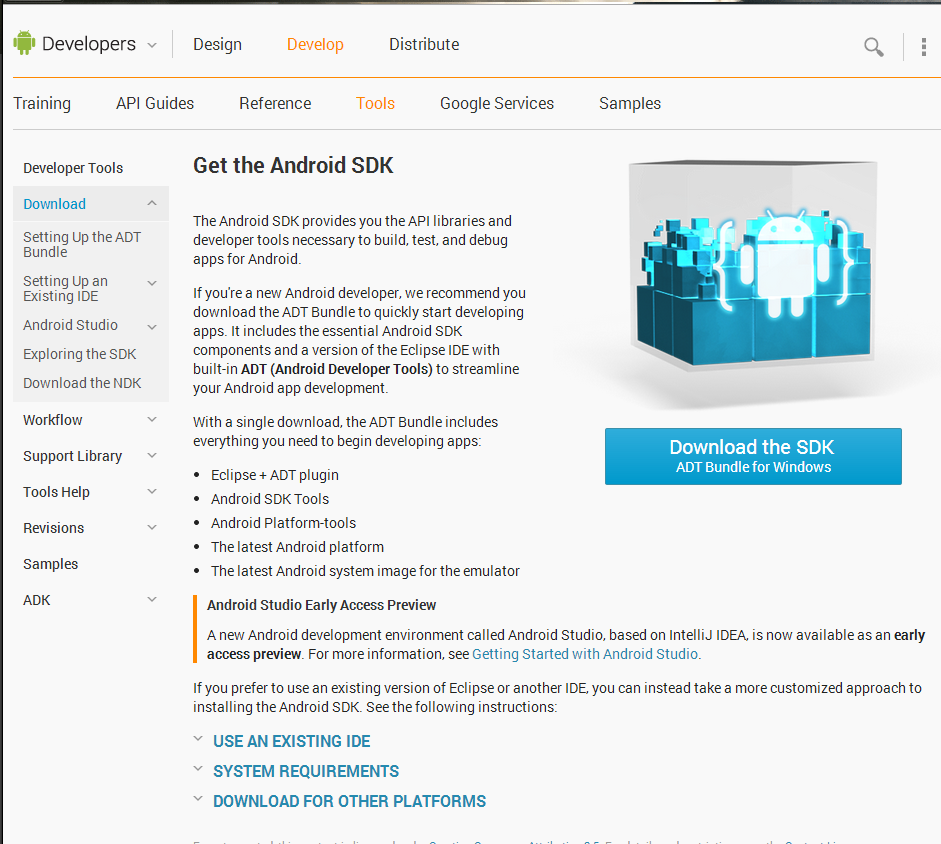 Developers
Design
Develop
Distribute
Training
API Guides
Reference
Tools
Google Services
Samples
Developer Tools
Download
Setting Up the ADT
Bundle
Setting Up an
Existing IDE
Android Studio
Exploring the SDK
Download the NDK
Workflow
Support Library
Tools Help
Revisions
Samples
ADK
Get the Android SDK
The Android SDK provides you the API libraries and
developer tools necessary to build, test, and debug
apps for Android.
If you're a new Android developer, we recommend you
download the ADT Bundle to quickly start developing
apps. It includes the essential Android SDK
components and a version of the Eclipse IDE with
built-in ADT (Android Developer Tools) to streamline
your Android app development.
With a single download, the ADT Bundle includes
everything you need to begin developing apps:
• Eclipse + ADT plugin
• Android SDK Tools
• Android Platform-tools
• The latest Android platform
• The latest Android system image for the emulator
Download the SDK
ADT Bundle for Windows
Android Studio Early Access Preview
A new Android development environment called Android Studio, based on IntelliJ IDEA, is now available as an early
access preview. For more information, see Getting Started with Android Studio.
If you prefer to use an existing version of Eclipse or another IDE, you can instead take a more customized approach to
installing the Android SDK. See the following instructions:
USE AN EXISTING IDE
SYSTEM REQUIREMENTS
DOWNLOAD FOR OTHER PLATFORMS